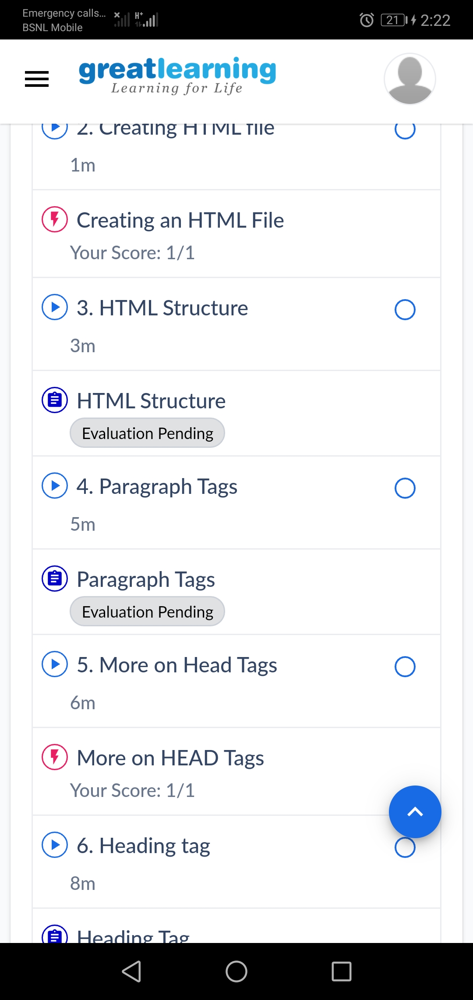 Emergency calls...
BSNL Mobile
H+
21
2:22
greatlearning
Learning for Life
2. Creating HTML file
1m
Creating an HTML File
Your Score: 1/1
3. HTML Structure
3m
HTML Structure
Evaluation Pending
4. Paragraph Tags
5m
Paragraph Tags
Evaluation Pending
5. More on Head Tags
6m
More on HEAD Tags
Your Score: 1/1
6. Heading tag
8m
Heading Tag